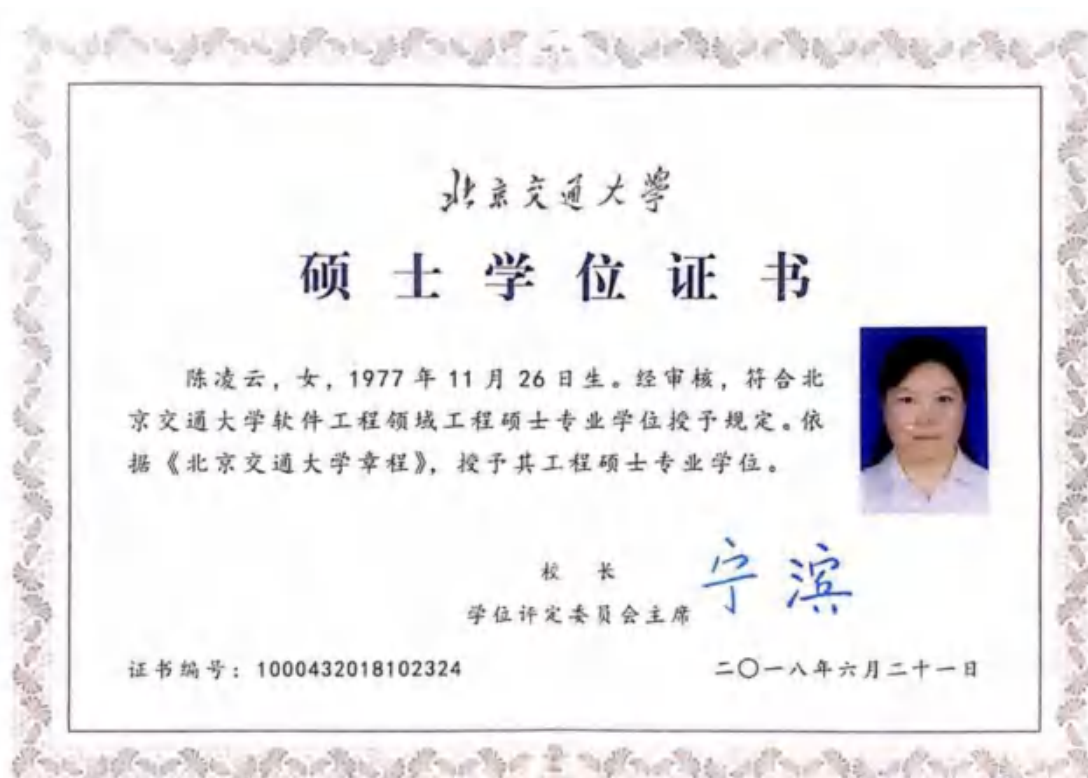 北京交通大學
硕士学位证书
陈凌云，女，1977年11月26日生。经审核，符合北
京交通大学软件工程领域工程硕士专业学位授予规定。依
据《北京交通大学章程》，授予其工程硕士专业学位。
校 长
学位评定委员会主席
宁滨
证书编号：1000432018102324
二〇一八年六月二十一日